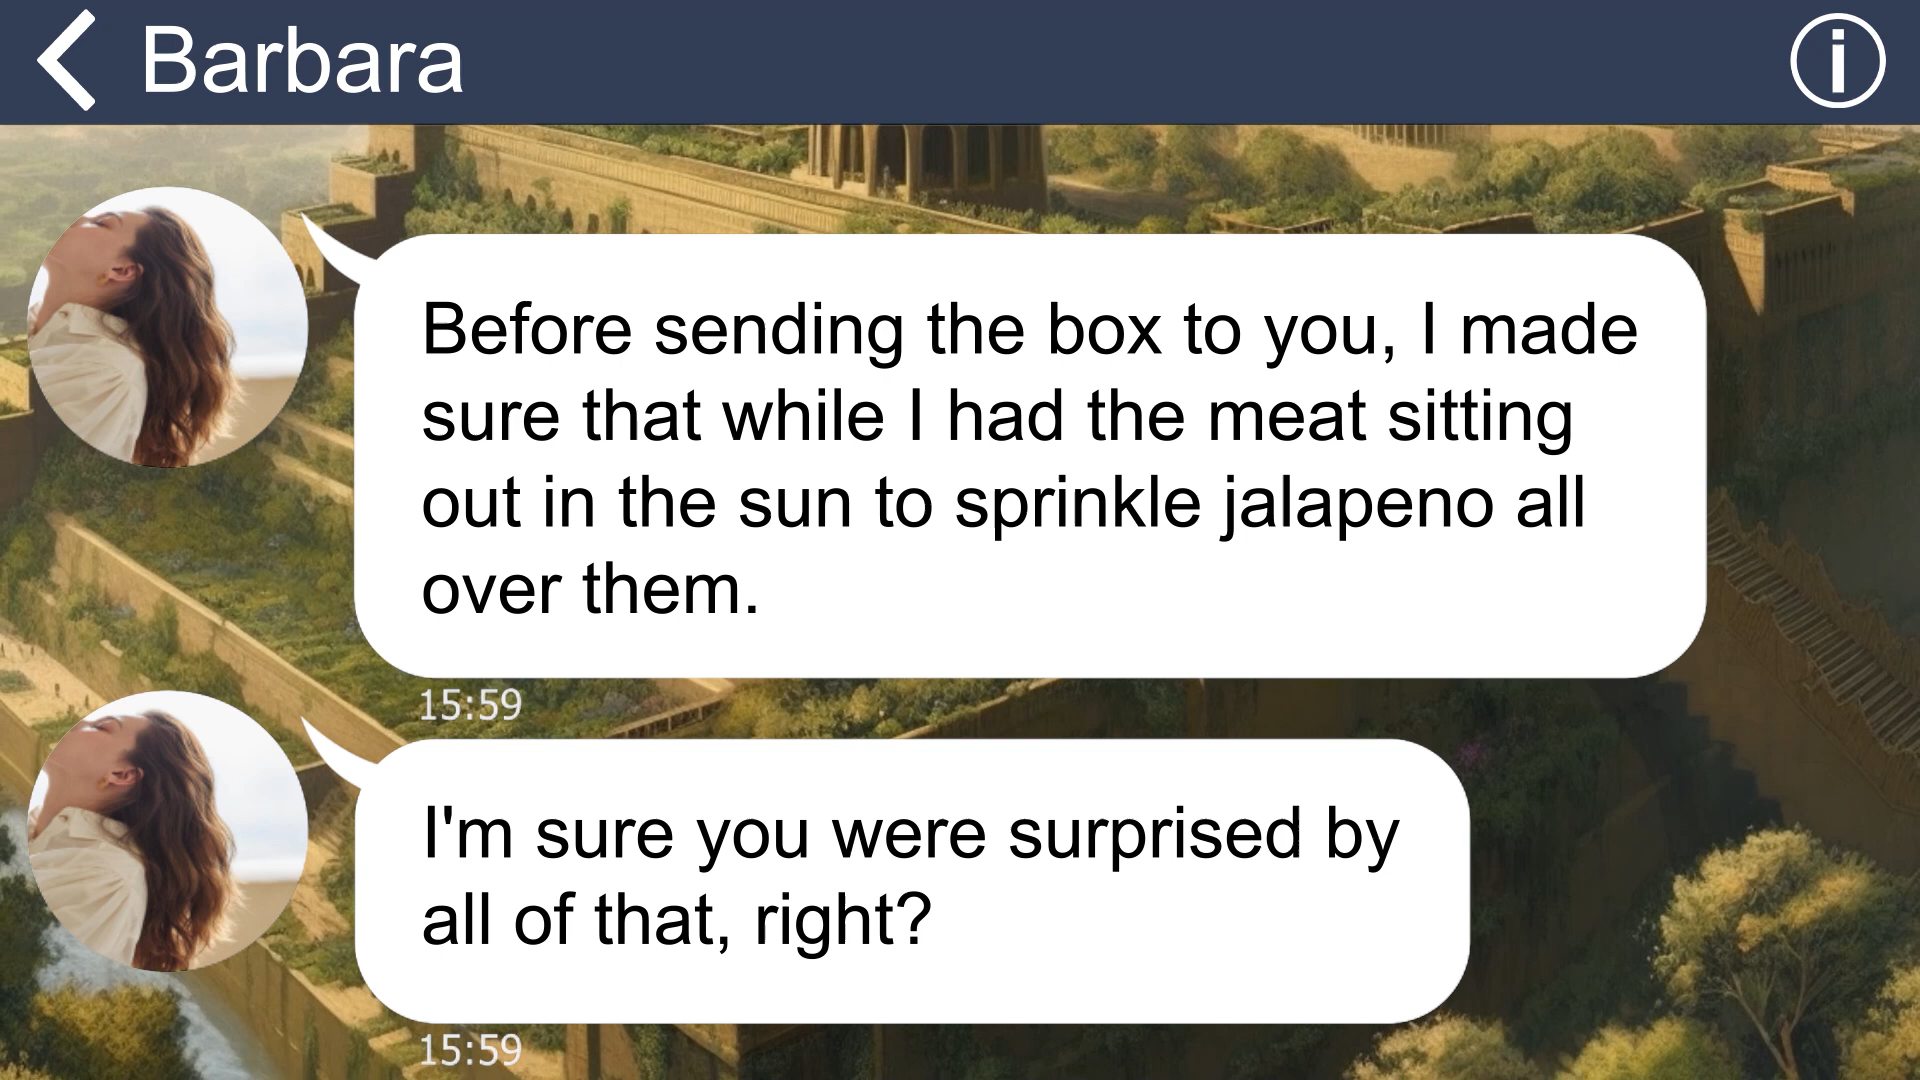 Barbara
Before sending the box to you, I made
sure that while I had the meat sitting
out in the sun to sprinkle jalapeno all
over them.
15:59
I'm sure you were surprised by
all of that, right?
15:59